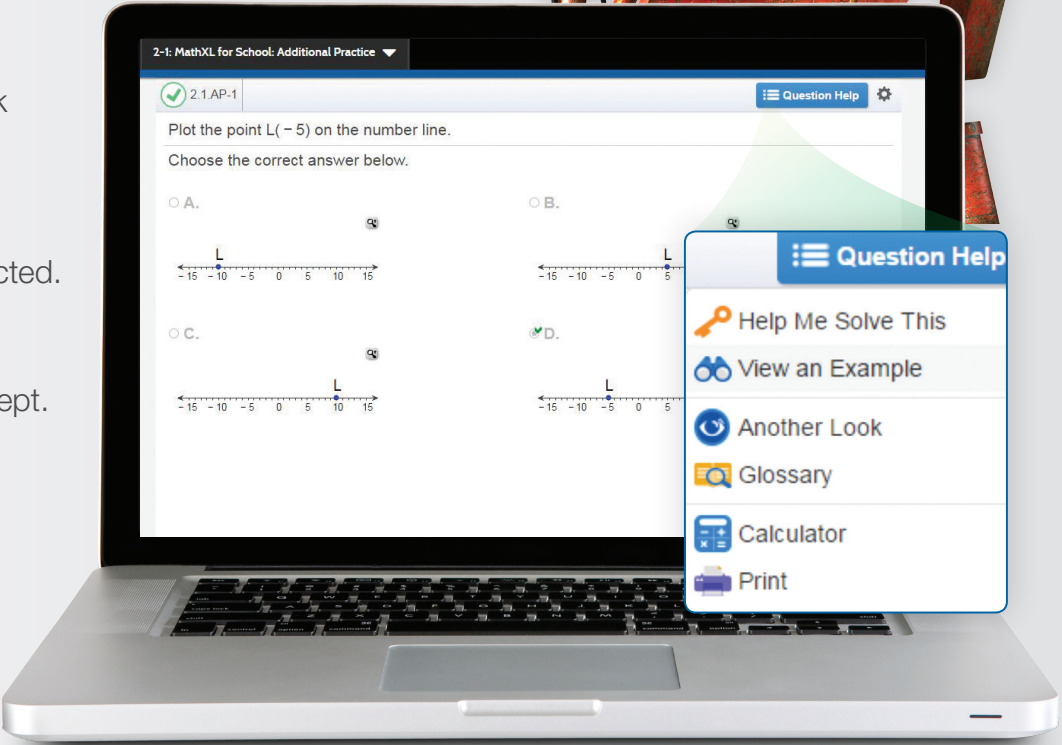 k
cted.
ept.
2-1: MathXL for School: Additional Practice
2.1.AP-1
Question Help
Plot the point L( − 5) on the number line.
Choose the correct answer below.
A.
L
− 15 − 10 − 5 0 5 10 15
B.
L
− 15 − 10 − 5 0 5
C.
L
− 15 − 10 − 5 0 5 10 15
D.
L
− 15 − 10 − 5 0 5
Question Help
Help Me Solve This
View an Example
Another Look
Glossary
Calculator
Print